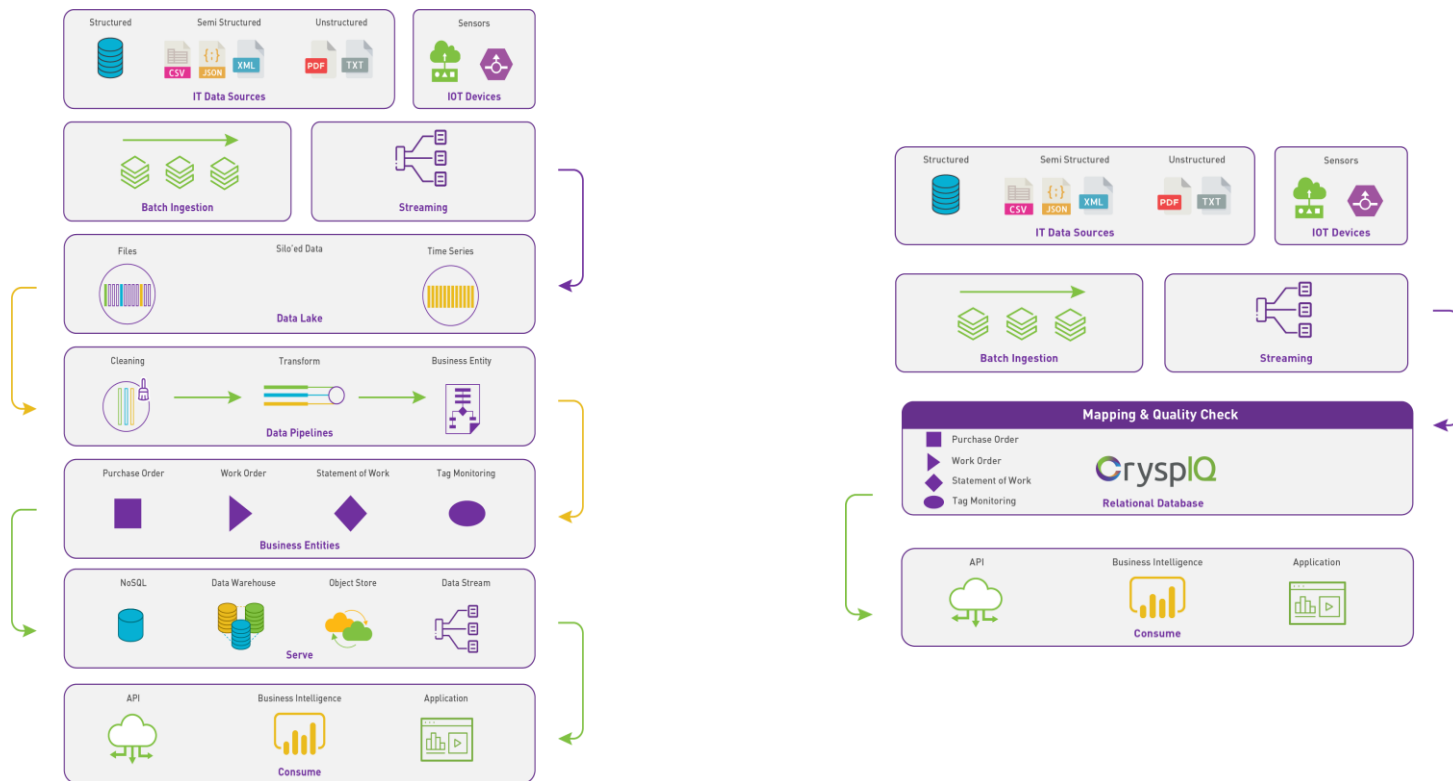 Structured Semi Structured Unstructured
CSV JSON XML PDF TXT
IT Data Sources
Sensors
IOT Devices
Batch Ingestion
Streaming
Files Silo'ed Data Time Series
Data Lake
Cleaning Transform Business Entity
Data Pipelines
Purchase Order Work Order Statement of Work Tag Monitoring
Business Entities
NoSQL Data Warehouse Object Store Data Stream
Serve
API Business Intelligence Application
Consume
Structured Semi Structured Unstructured
CSV JSON XML PDF TXT
IT Data Sources
Sensors
IOT Devices
Batch Ingestion
Streaming
Mapping & Quality Check
Purchase Order
Work Order
Statement of Work
Tag Monitoring
CryspIQ
Relational Database
API Business Intelligence Application
Consume